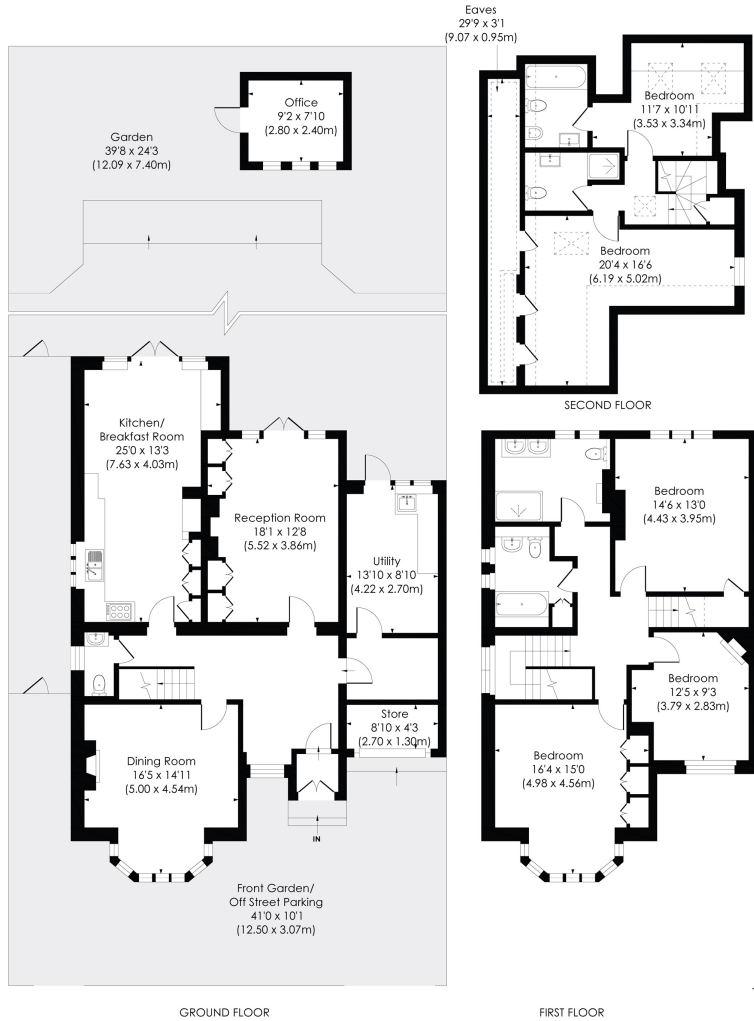 Eaves
29'9 x 3'1
(9.07 x 0.95m)
Office
9'2 x 7'10
(2.80 x 2.40m)
Garden
39'8 x 24'3
(12.09 x 7.40m)
Bedroom
11'7 x 10'11
(3.53 x 3.34m)
Bedroom
20'4 x 16'6
(6.19 x 5.02m)
SECOND FLOOR
Kitchen/
Breakfast Room
25'0 x 13'3
(7.63 x 4.03m)
Reception Room
18'1 x 12'8
(5.52 x 3.86m)
Utility
13'10 x 8'10
(4.22 x 2.70m)
Store
8'10 x 4'3
(2.70 x 1.30m)
Dining Room
16'5 x 14'11
(5.00 x 4.54m)
IN
Front Garden/
Off Street Parking
41'0 x 10'1
(12.50 x 3.07m)
GROUND FLOOR
Bedroom
14'6 x 13'0
(4.43 x 3.95m)
Bedroom
12'5 x 9'3
(3.79 x 2.83m)
Bedroom
16'4 x 15'0
(4.98 x 4.56m)
FIRST FLOOR